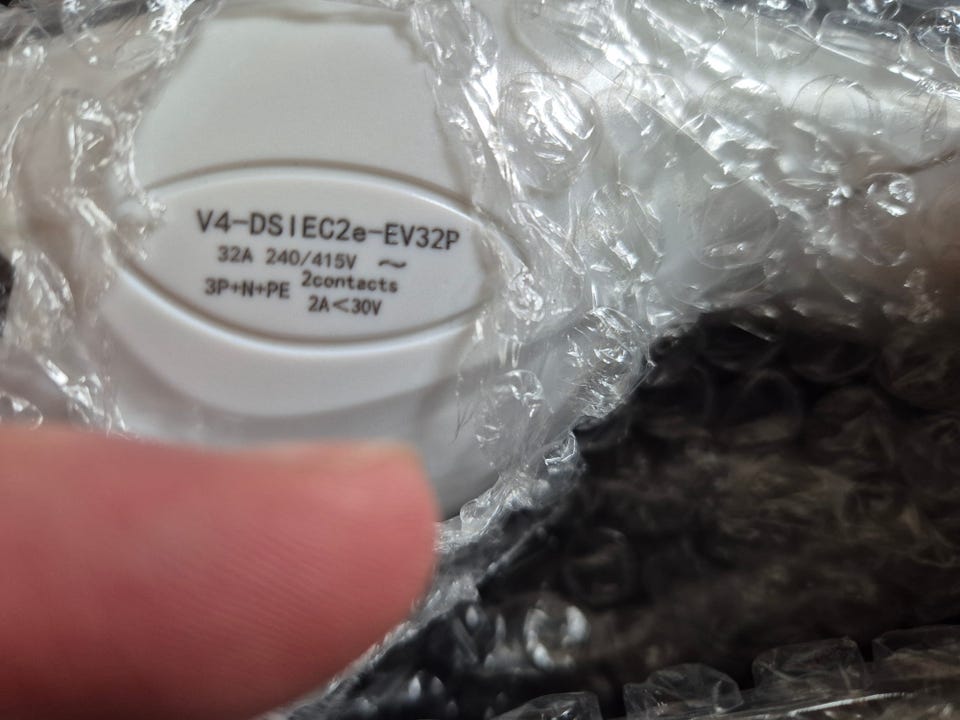 V4-DSIEC2e-EV32P
32A 240/415V ~
3P+N+PE 2contacts
2A<30V